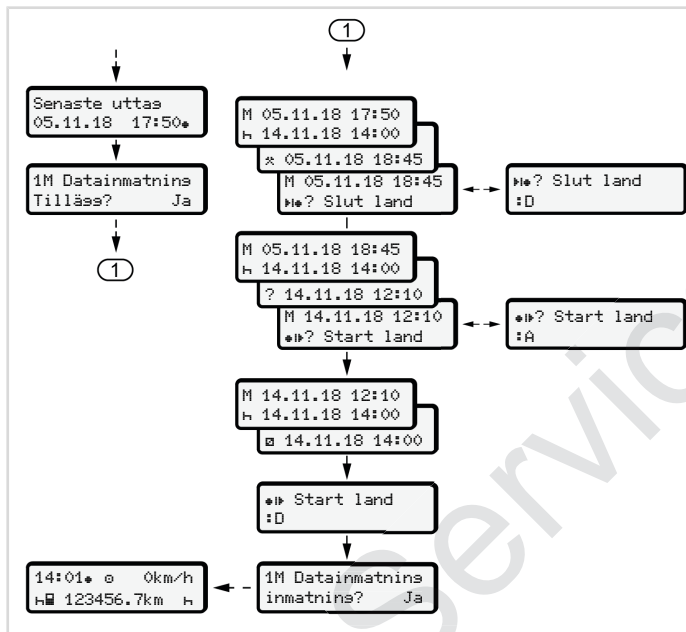 1
Senaste uttag
05.11.18 17:50
1M Datainmatning
Tillägg? Ja
1
M 05.11.18 17:50
h 14.11.18 14:00
05.11.18 18:45
M 05.11.18 18:45
? Slut land
? Slut land
:D
M 05.11.18 18:45
h 14.11.18 14:00
? 14.11.18 12:10
M 14.11.18 12:10
? Start land
? Start land
:A
M 14.11.18 12:10
h 14.11.18 14:00
14.11.18 14:00
Start land
:D
1M Datainmatning
inmatning? Ja
14:01 0km/h
h 123456.7km h
Servic